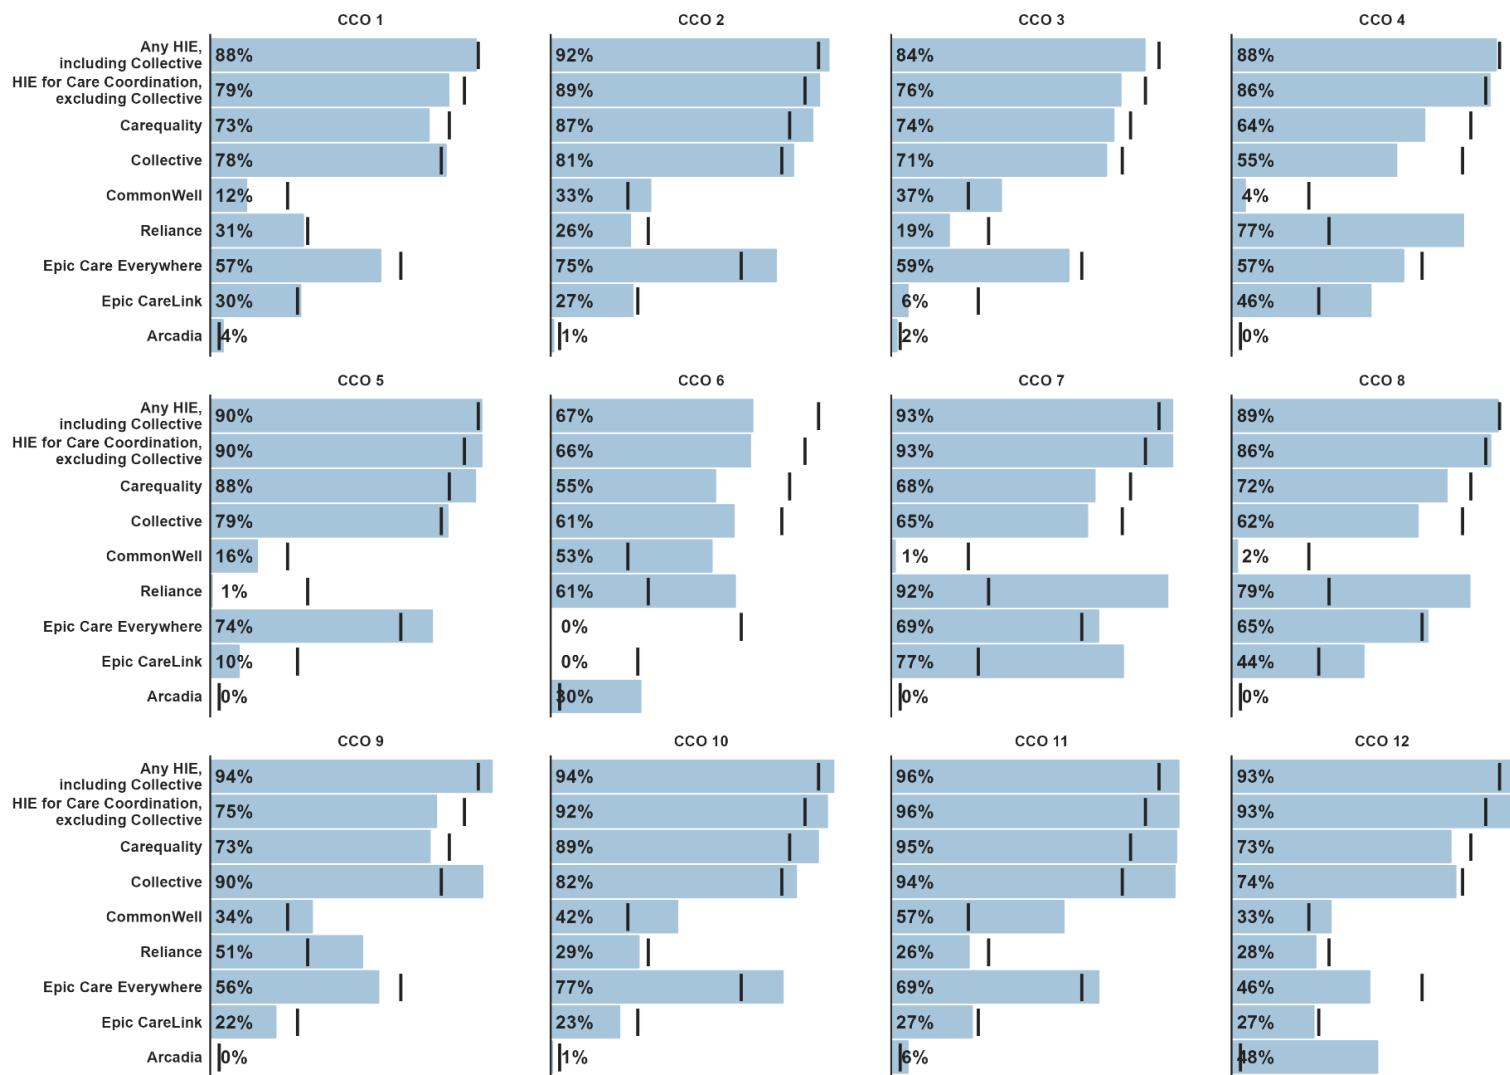 CCO 1 CCO 2 CCO 3 CCO 4
Any HIE,
including Collective 88% 92% 84% 88%
HIE for Care Coordination,
excluding Collective 79% 89% 76% 86%
Carequality 73% 87% 74% 64%
Collective 78% 81% 71% 55%
CommonWell 12% 33% 37% 4%
Reliance 31% 26% 19% 77%
Epic Care Everywhere 57% 75% 59% 57%
Epic CareLink 30% 27% 6% 46%
Arcadia 4% 1% 2% 0%
CCO 5 CCO 6 CCO 7 CCO 8
Any HIE,
including Collective 90% 67% 93% 89%
HIE for Care Coordination,
excluding Collective 90% 66% 93% 86%
Carequality 88% 55% 68% 72%
Collective 79% 61% 65% 62%
CommonWell 16% 53% 1% 2%
Reliance 1% 61% 92% 79%
Epic Care Everywhere 74% 0% 69% 65%
Epic CareLink 10% 0% 77% 44%
Arcadia 0% 30% 0% 0%
CCO 9 CCO 10 CCO 11 CCO 12
Any HIE,
including Collective 94% 94% 96% 93%
HIE for Care Coordination,
excluding Collective 75% 92% 96% 93%
Carequality 73% 89% 95% 73%
Collective 90% 82% 94% 74%
CommonWell 34% 42% 57% 33%
Reliance 51% 29% 26% 28%
Epic Care Everywhere 56% 77% 69% 46%
Epic CareLink 22% 23% 27% 27%
Arcadia 0% 1% 6% 48%